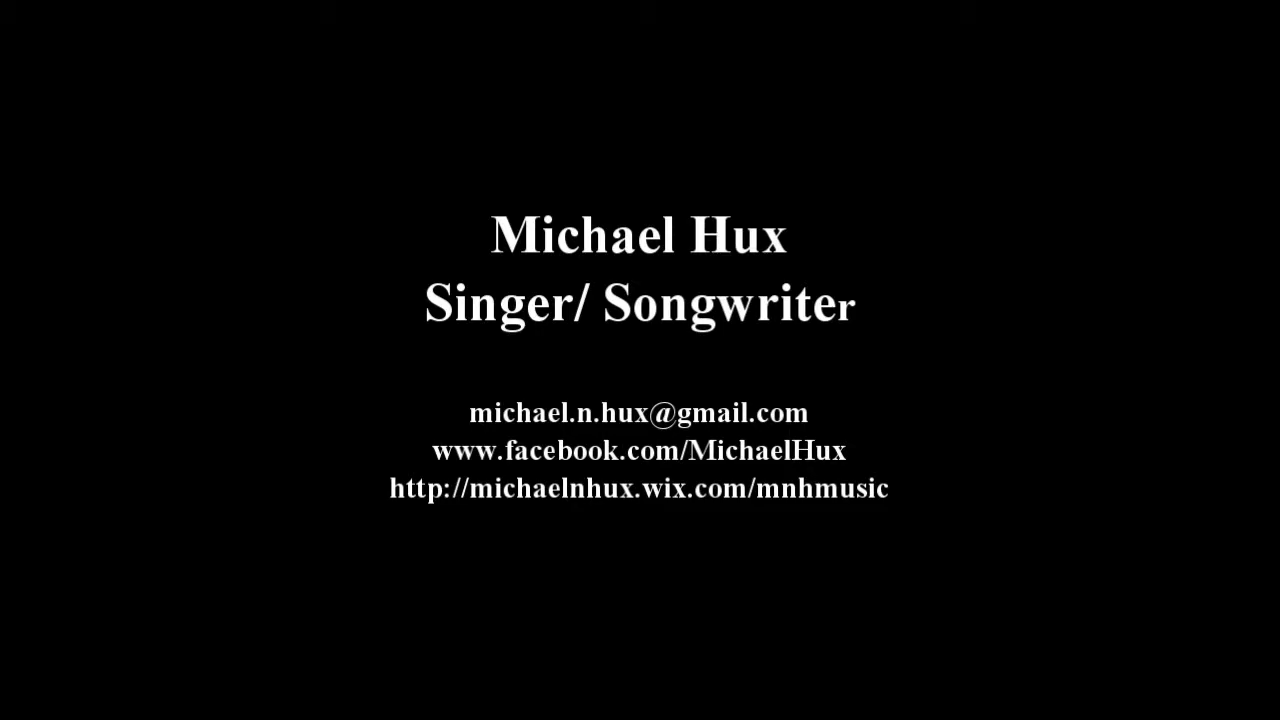 Michael Hux
Singer/ Songwriter
michael.n.hux@gmail.com
www.facebook.com/MichaelHux
http://michaelnhux.wix.com/mnhmusic